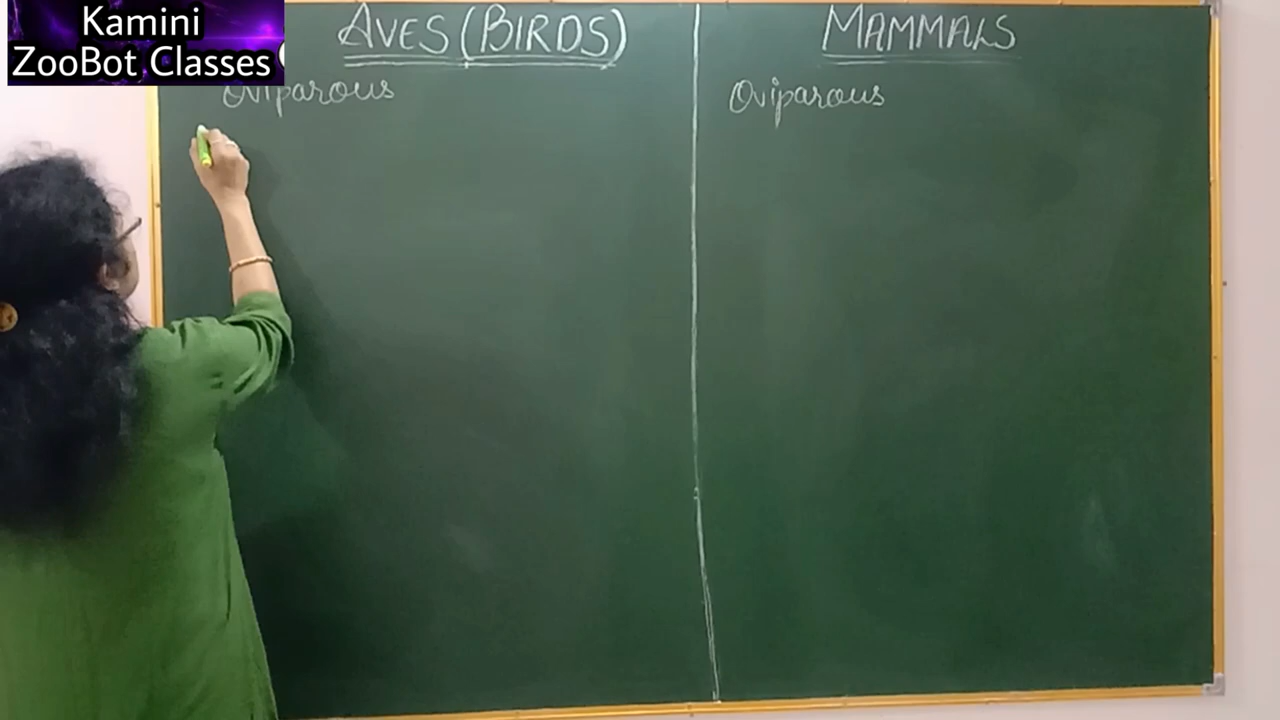 Kamini
ZooBot Classes
AVES (BIRDS)
Oviparous
MAMMALS
Oviparous